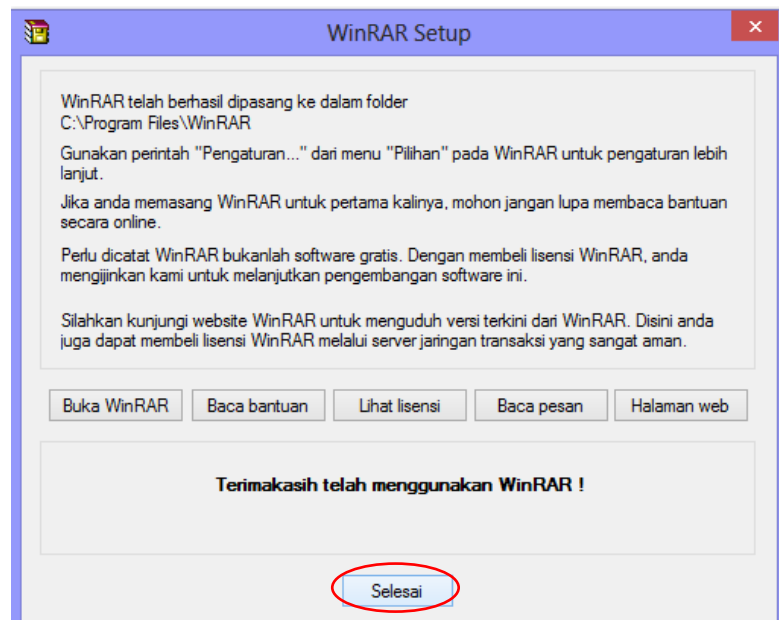 WinRAR Setup
WinRAR telah berhasil dipasang ke dalam folder
C:\Program Files\WinRAR
Gunakan perintah "Pengaturan..." dari menu "Pilihan" pada WinRAR untuk pengaturan lebih
lanjut.
Jika anda memasang WinRAR untuk pertama kalinya, mohon jangan lupa membaca bantuan
secara online.
Perlu dicatat WinRAR bukanlah software gratis. Dengan membeli lisensi WinRAR, anda
mengijinkan kami untuk melanjutkan pengembangan software ini.
Silahkan kunjungi website WinRAR untuk menguduh versi terkini dari WinRAR. Disini anda
juga dapat membeli lisensi WinRAR melalui server jaringan transaksi yang sangat aman.
Buka WinRAR Baca bantuan Lihat lisensi Baca pesan Halaman web
Terimakasih telah menggunakan WinRAR !
Selesai